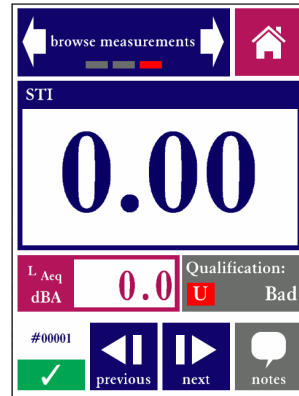 browse measurements
STI
0.00
L Aeq
dBA
0.0
Qualification:
U Bad
#00001
previous
next
notes